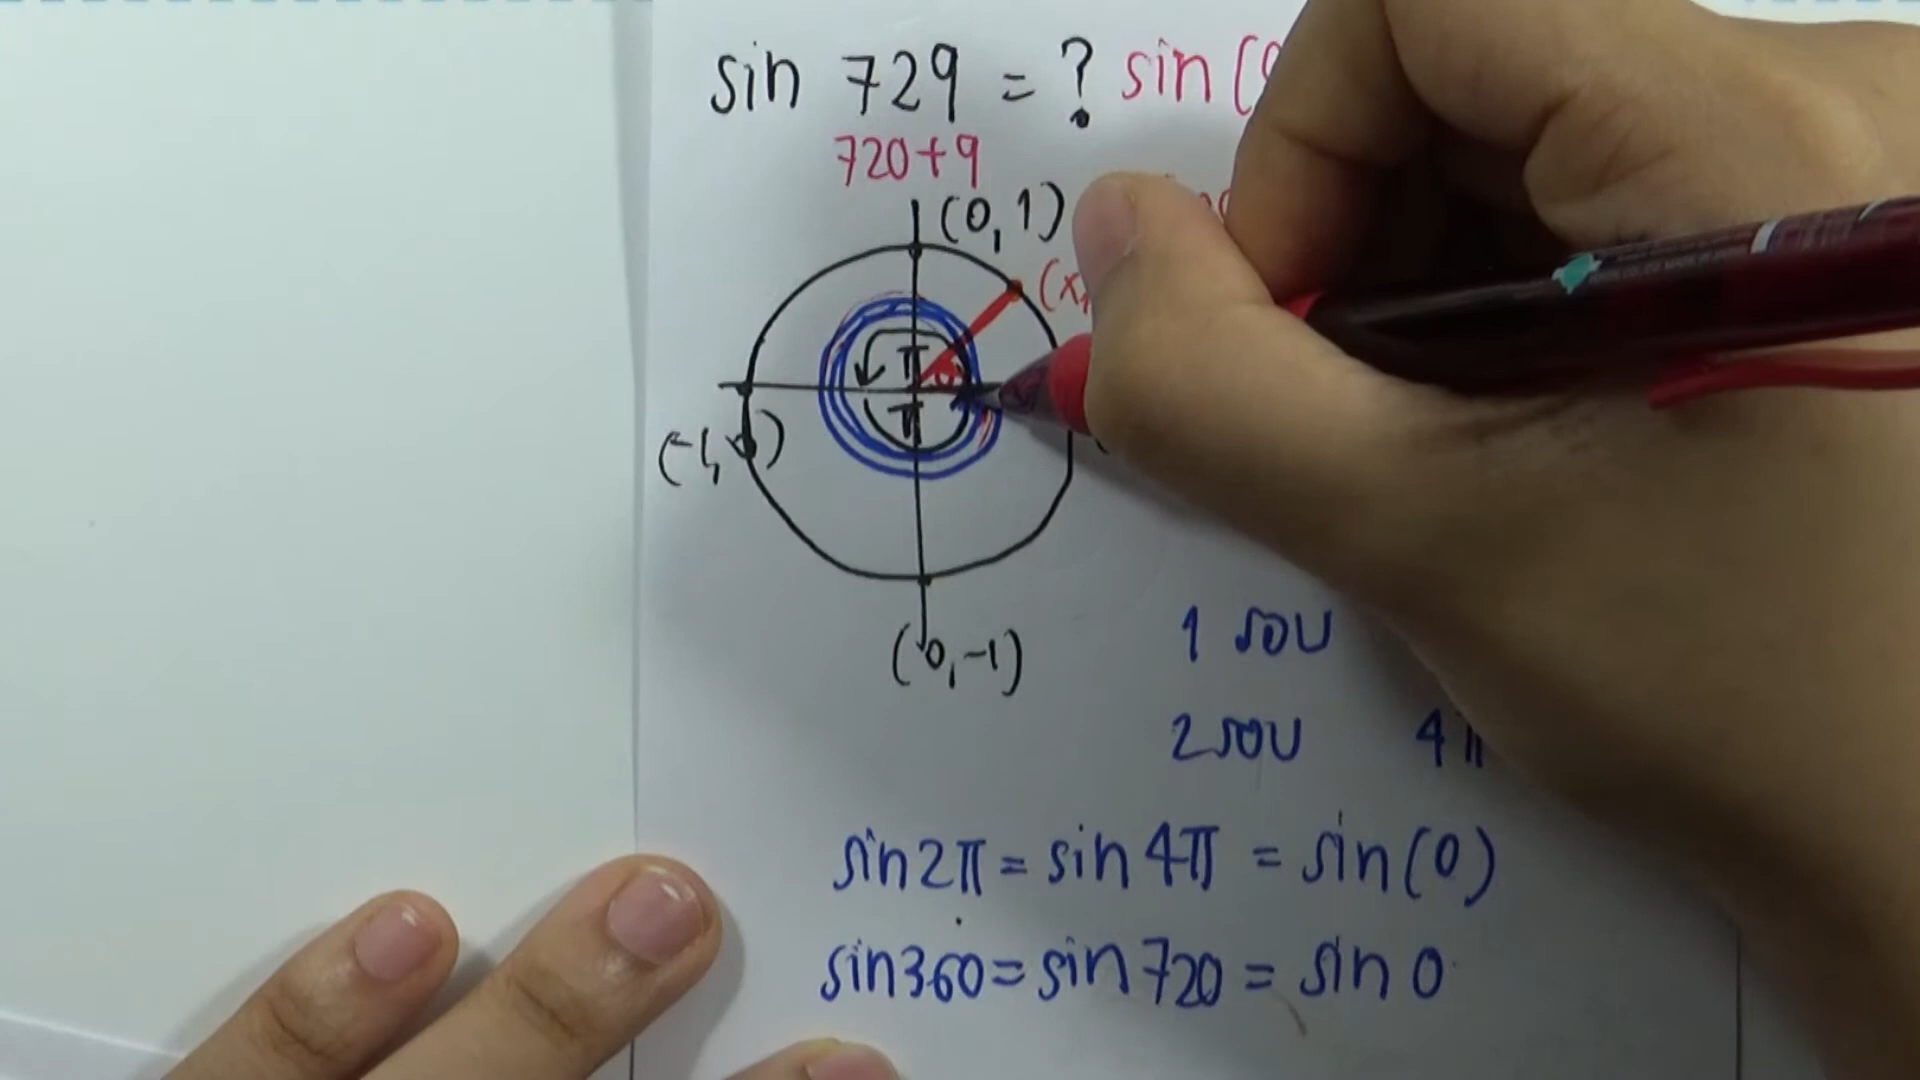 sin 729 = ? sin (9
720+9
(0, 1)
(x,
π
θ
π
(-1, 0)
(0, -1)
1 รอบ
2 รอบ 4π
sin 2π = sin 4π = sin (0)
sin 360 = sin 720 = sin 0